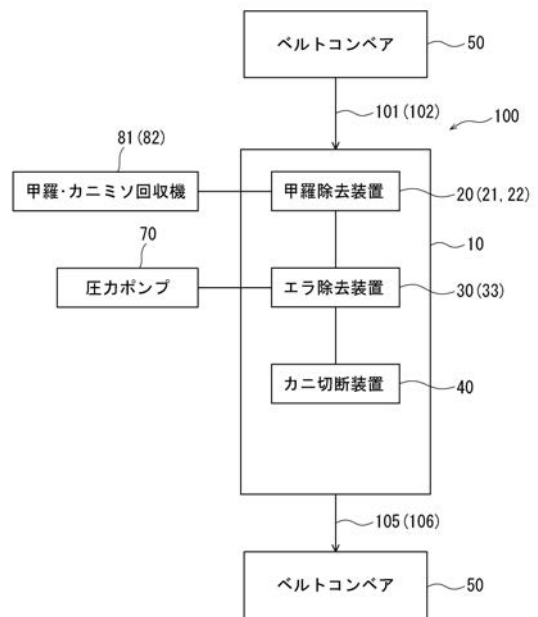 ベルトコンベア
50
101(102)
100
81(82)
甲羅・カニミソ回収機
甲羅除去装置
20(21,22)
10
70
圧力ポンプ
エラ除去装置
30(33)
カニ切断装置
40
105(106)
ベルトコンベア
50